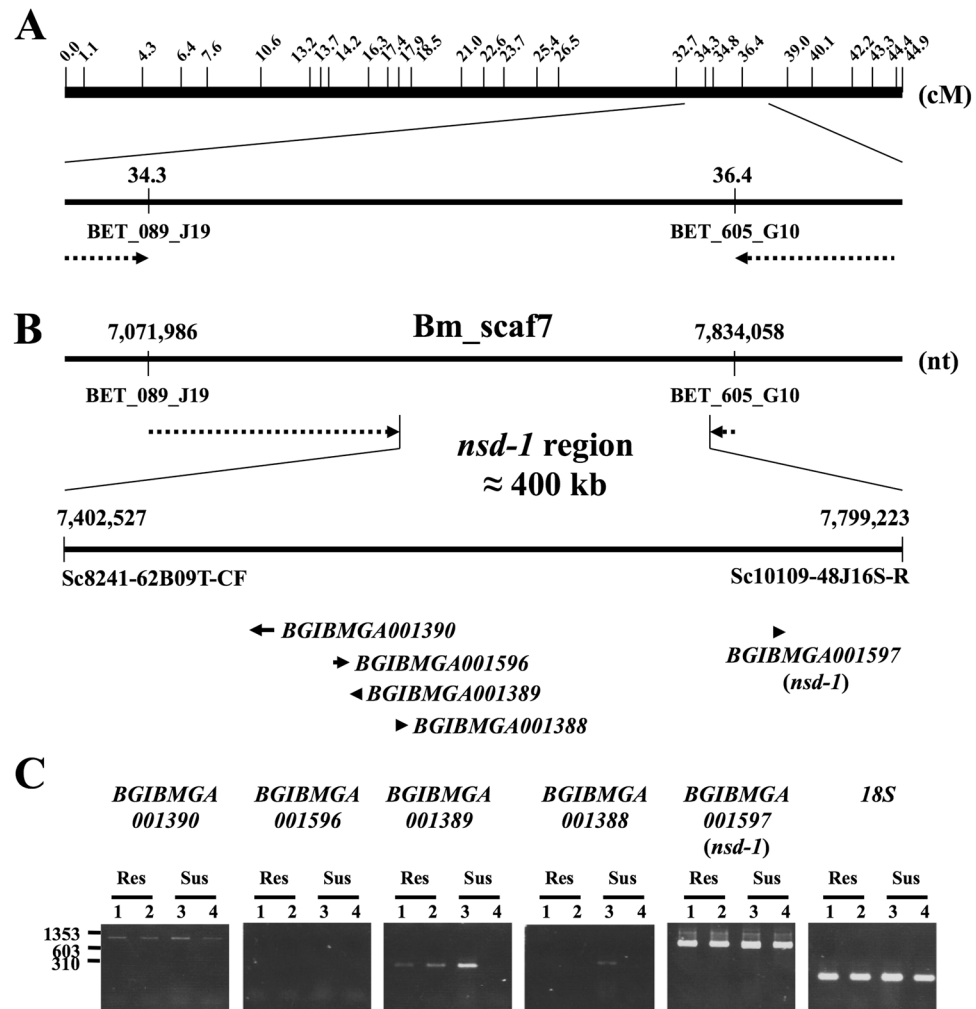 A
0.0 1.1 4.3 6.4 7.6 10.6 13.2 13.7 14.2 16.3 17.4 17.9 18.5 21.0 22.6 23.7 25.4 26.5 32.7 34.3 34.8 36.4 39.0 40.1 42.2 43.3 44.4 44.9
(cM)
34.3 36.4
BET_089_J19 BET_605_G10
B
Bm_scaf7
7,071,986 7,834,058
(nt)
BET_089_J19 BET_605_G10
nsd-1 region
≈ 400 kb
7,402,527 7,799,223
Sc8241-62B09T-CF Sc10109-48J16S-R
BGIBMGA001390
BGIBMGA001596
BGIBMGA001389
BGIBMGA001388
BGIBMGA001597
(nsd-1)
C
BGIBMGA
001390
BGIBMGA
001596
BGIBMGA
001389
BGIBMGA
001388
BGIBMGA
001597
(nsd-1)
18S
Res Sus Res Sus Res Sus Res Sus Res Sus Res Sus
1 2 3 4 1 2 3 4 1 2 3 4 1 2 3 4 1 2 3 4 1 2 3 4
1353
603
310